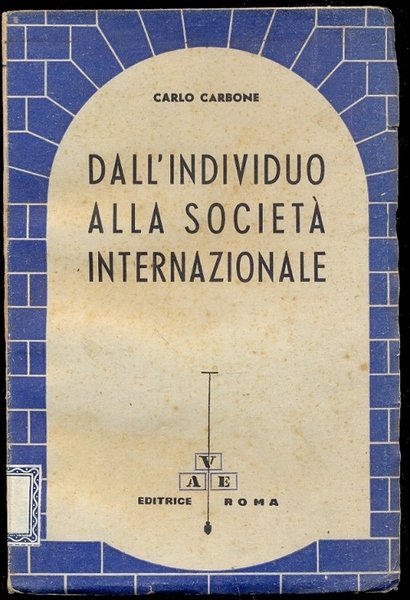 CARLO CARBONE
DALL'INDIVIDUO
ALLA SOCIETÀ
INTERNAZIONALE
V
A E
EDITRICE ROMA